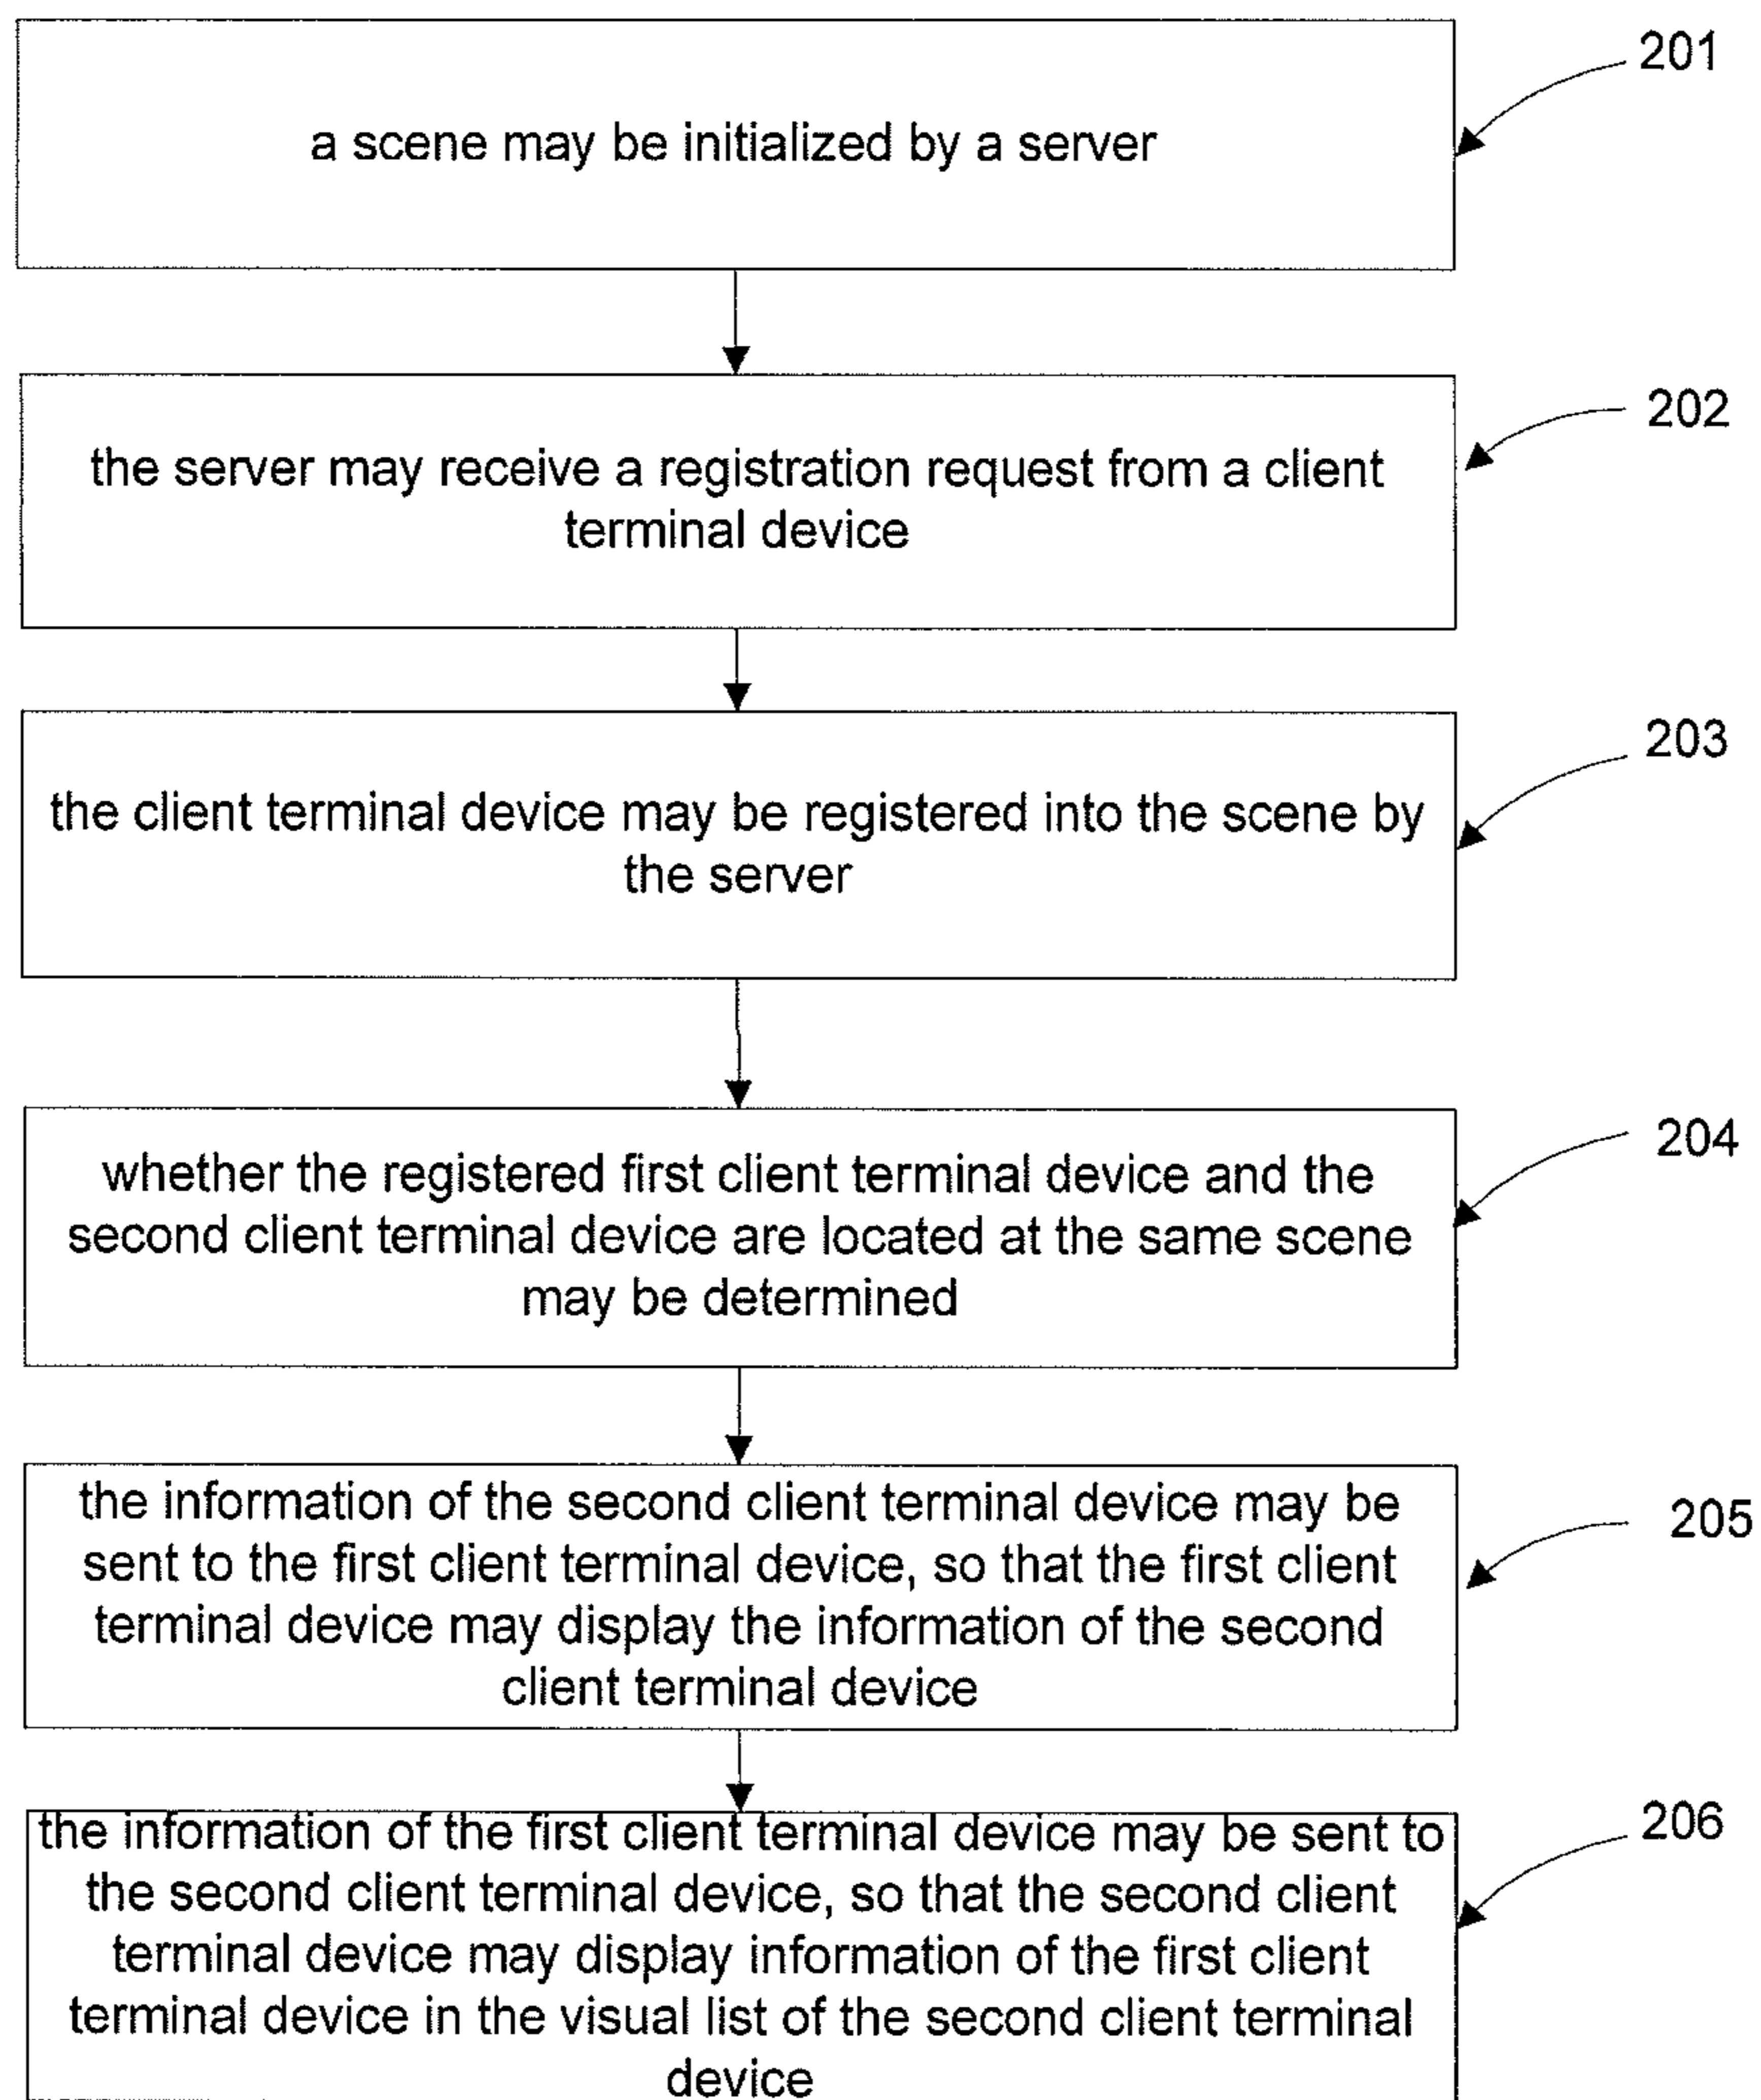 201
a scene may be initialized by a server
202
the server may receive a registration request from a client
terminal device
203
the client terminal device may be registered into the scene by
the server
204
whether the registered first client terminal device and the
second client terminal device are located at the same scene
may be determined
205
the information of the second client terminal device may be
sent to the first client terminal device, so that the first client
terminal device may display the information of the second
client terminal device
206
the information of the first client terminal device may be sent to
the second client terminal device, so that the second client
terminal device may display information of the first client
terminal device in the visual list of the second client terminal
device